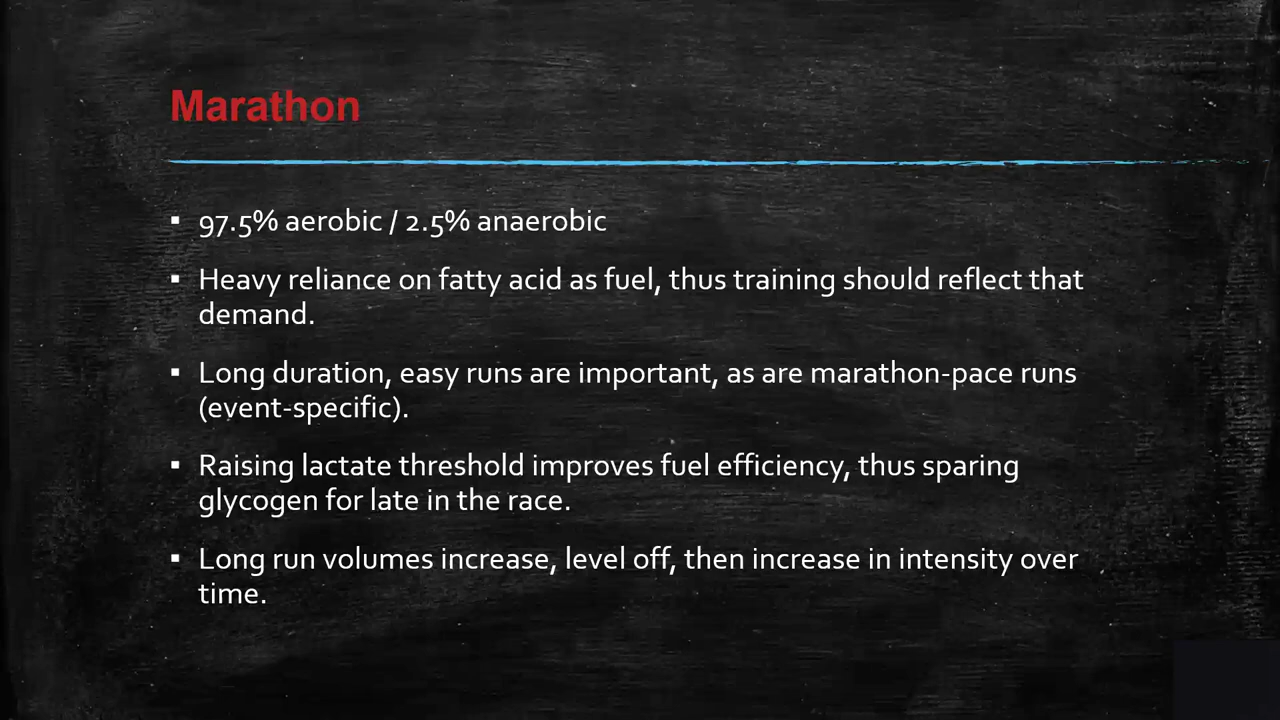 Marathon
▪ 97.5% aerobic / 2.5% anaerobic
▪ Heavy reliance on fatty acid as fuel, thus training should reflect that
demand.
▪ Long duration, easy runs are important, as are marathon-pace runs
(event-specific).
▪ Raising lactate threshold improves fuel efficiency, thus sparing
glycogen for late in the race.
▪ Long run volumes increase, level off, then increase in intensity over
time.